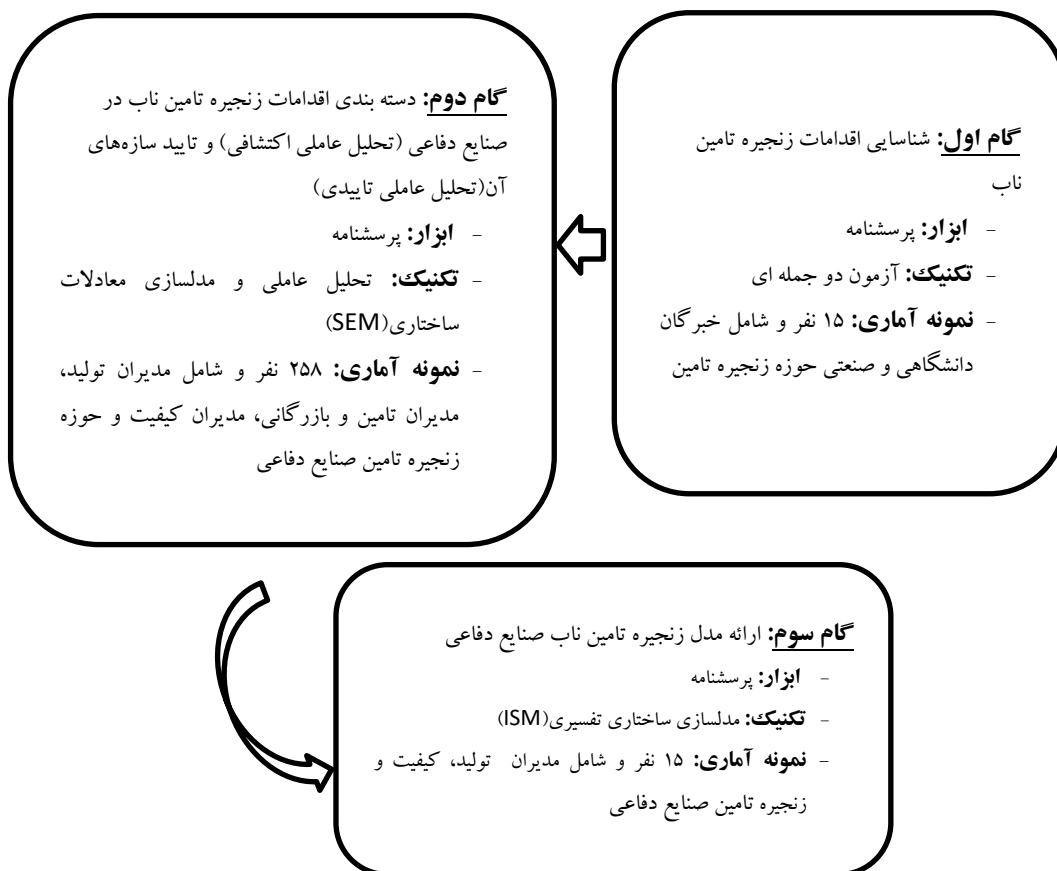 گام اول: شناسایی اقدامات زنجیره تامین
ناب
- ابزار: پرسشنامه
- تکنیک: آزمون دو جمله ای
- نمونه آماری: ۱۵ نفر و شامل خبرگان
دانشگاهی و صنعتی حوزه زنجیره تامین
گام دوم: دسته بندی اقدامات زنجیره تامین ناب در
صنایع دفاعی (تحلیل عاملی اکتشافی) و تایید سازه‌های
آن(تحلیل عاملی تاییدی)
- ابزار: پرسشنامه
- تکنیک: تحلیل عاملی و مدلسازی معادلات
ساختاری(SEM)
- نمونه آماری: ۲۵۸ نفر و شامل مدیران تولید،
مدیران تامین و بازرگانی، مدیران کیفیت و حوزه
زنجیره تامین صنایع دفاعی
گام سوم: ارائه مدل زنجیره تامین ناب صنایع دفاعی
- ابزار: پرسشنامه
- تکنیک: مدلسازی ساختاری تفسیری(ISM)
- نمونه آماری: ۱۵ نفر و شامل مدیران تولید، کیفیت و
زنجیره تامین صنایع دفاعی